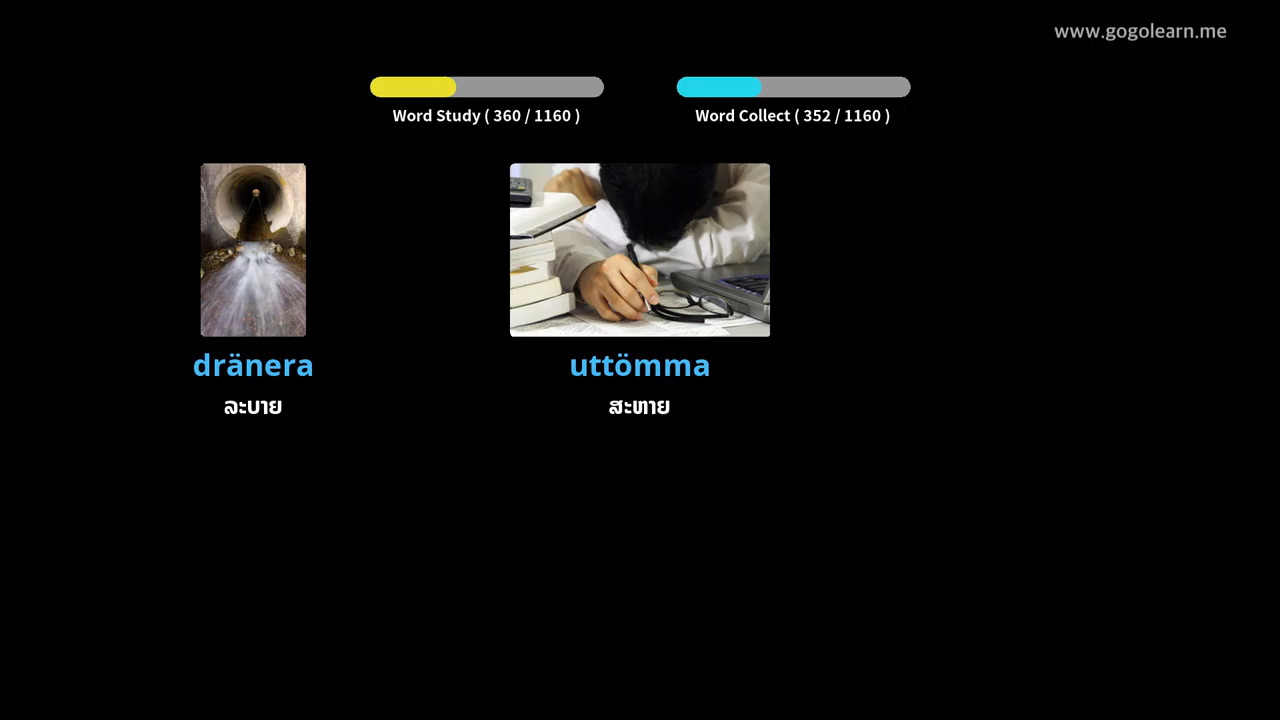 www.gogolearn.me
Word Study ( 360 / 1160 )
Word Collect ( 352 / 1160 )
dränera
uttömma
ລະບາຍ
ສະຫາຍ